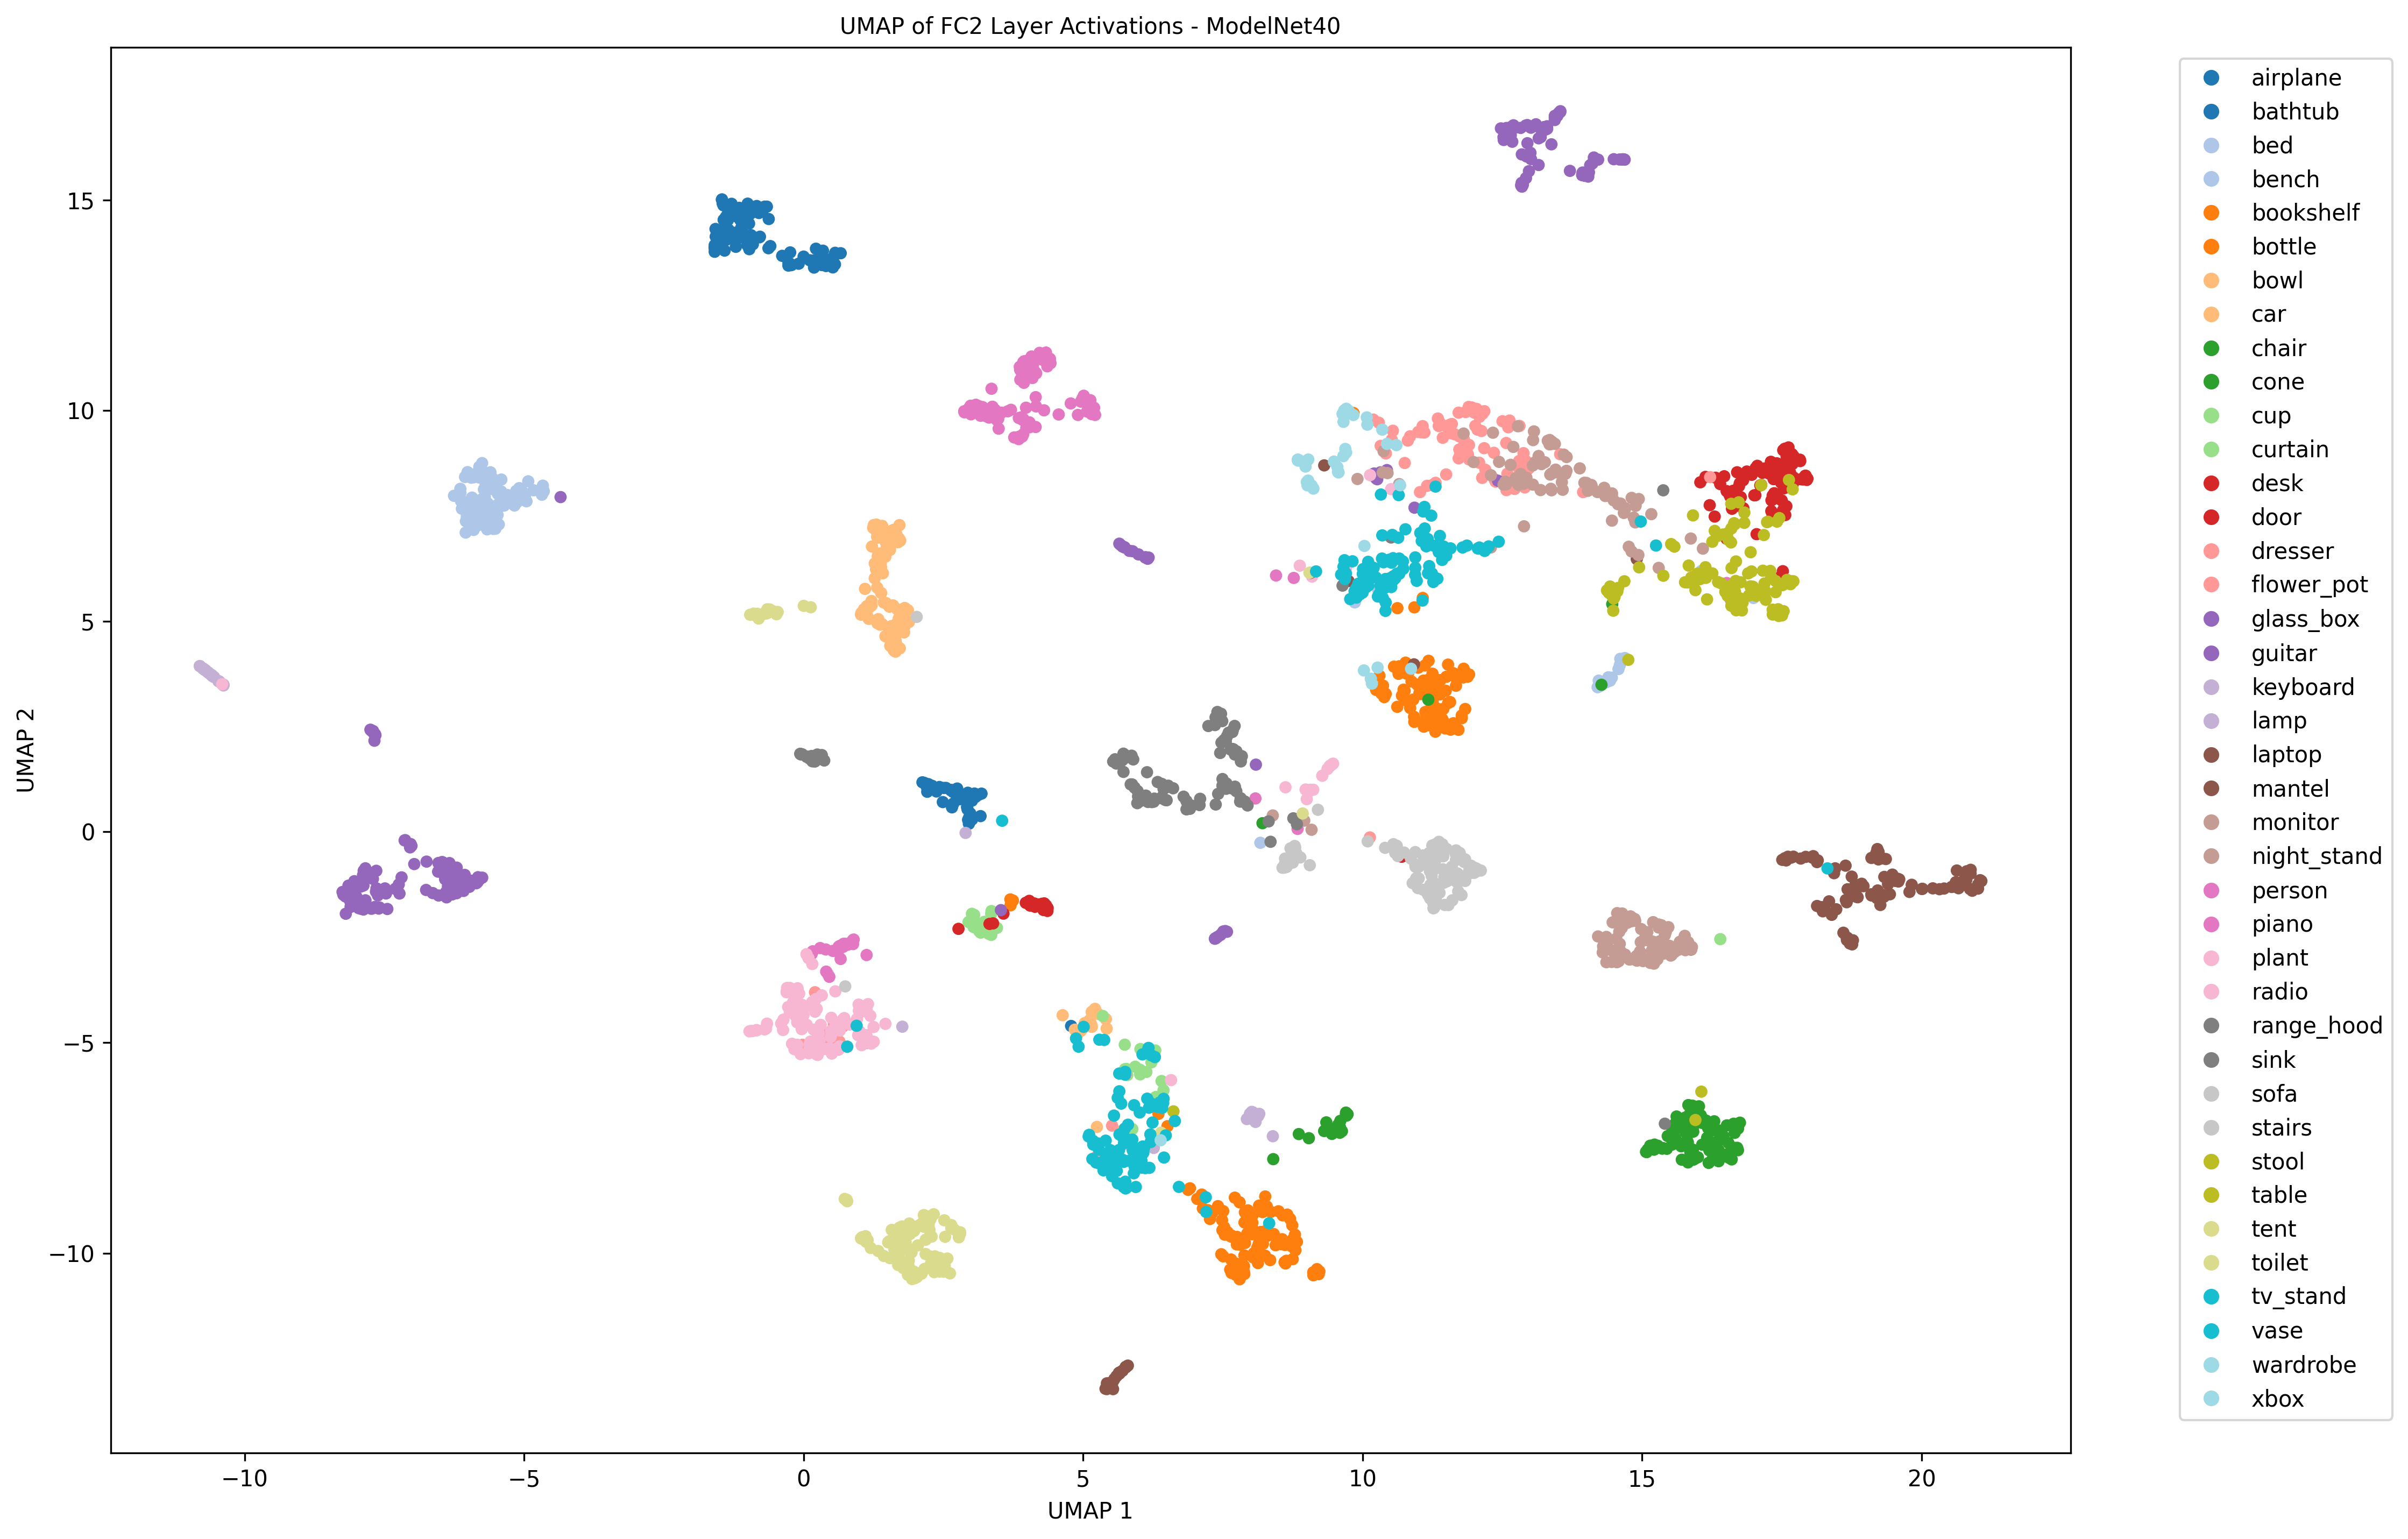 UMAP of FC2 Layer Activations - ModelNet40
UMAP 2
15
10
5
0
−5
−10
−10
−5
0
5
10
15
20
UMAP 1
airplane
bathtub
bed
bench
bookshelf
bottle
bowl
car
chair
cone
cup
curtain
desk
door
dresser
flower_pot
glass_box
guitar
keyboard
lamp
laptop
mantel
monitor
night_stand
person
piano
plant
radio
range_hood
sink
sofa
stairs
stool
table
tent
toilet
tv_stand
vase
wardrobe
xbox